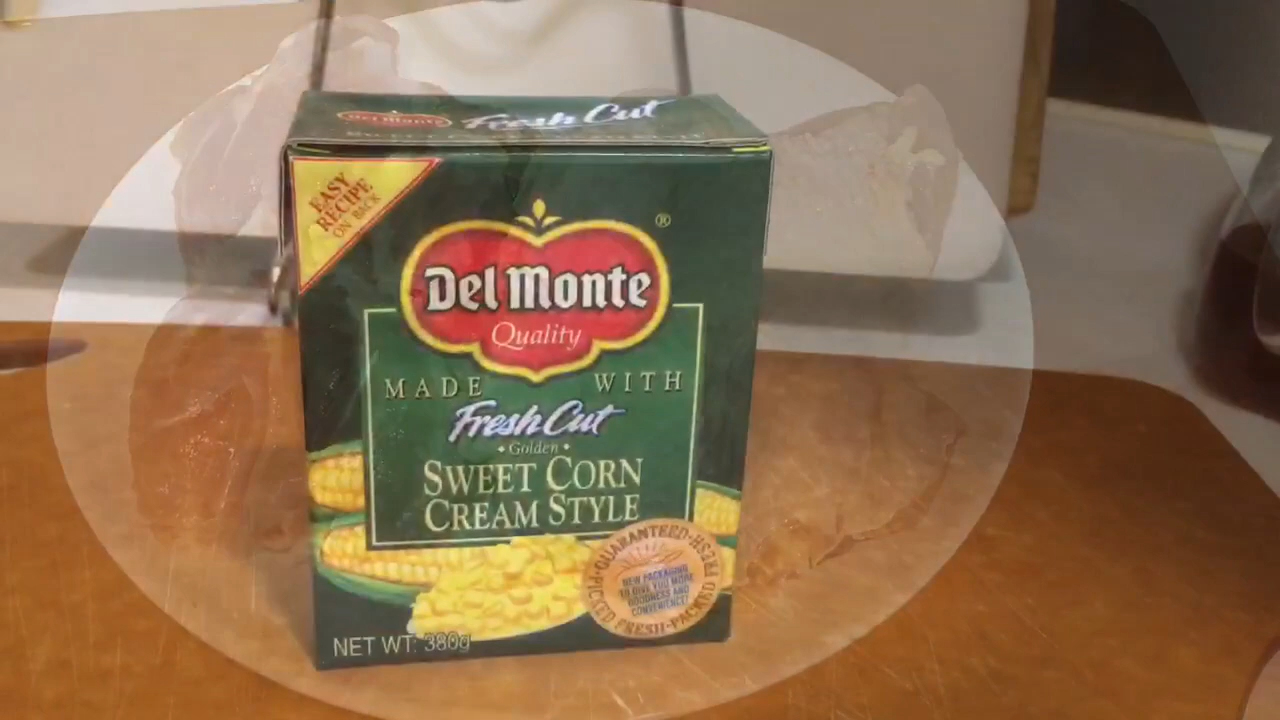 Del Monte Fresh Cut
EASY
RECIPE
ON BACK
®
Del Monte
Quality
MADE WITH
Fresh Cut
• Golden •
SWEET CORN
CREAM STYLE
GUARANTEED • FRESH-PACKED FRESH-PICKED •
NEW PACKAGING
TO GIVE YOU MORE
GOODNESS AND
CONVENIENCE!
NET WT: 380g